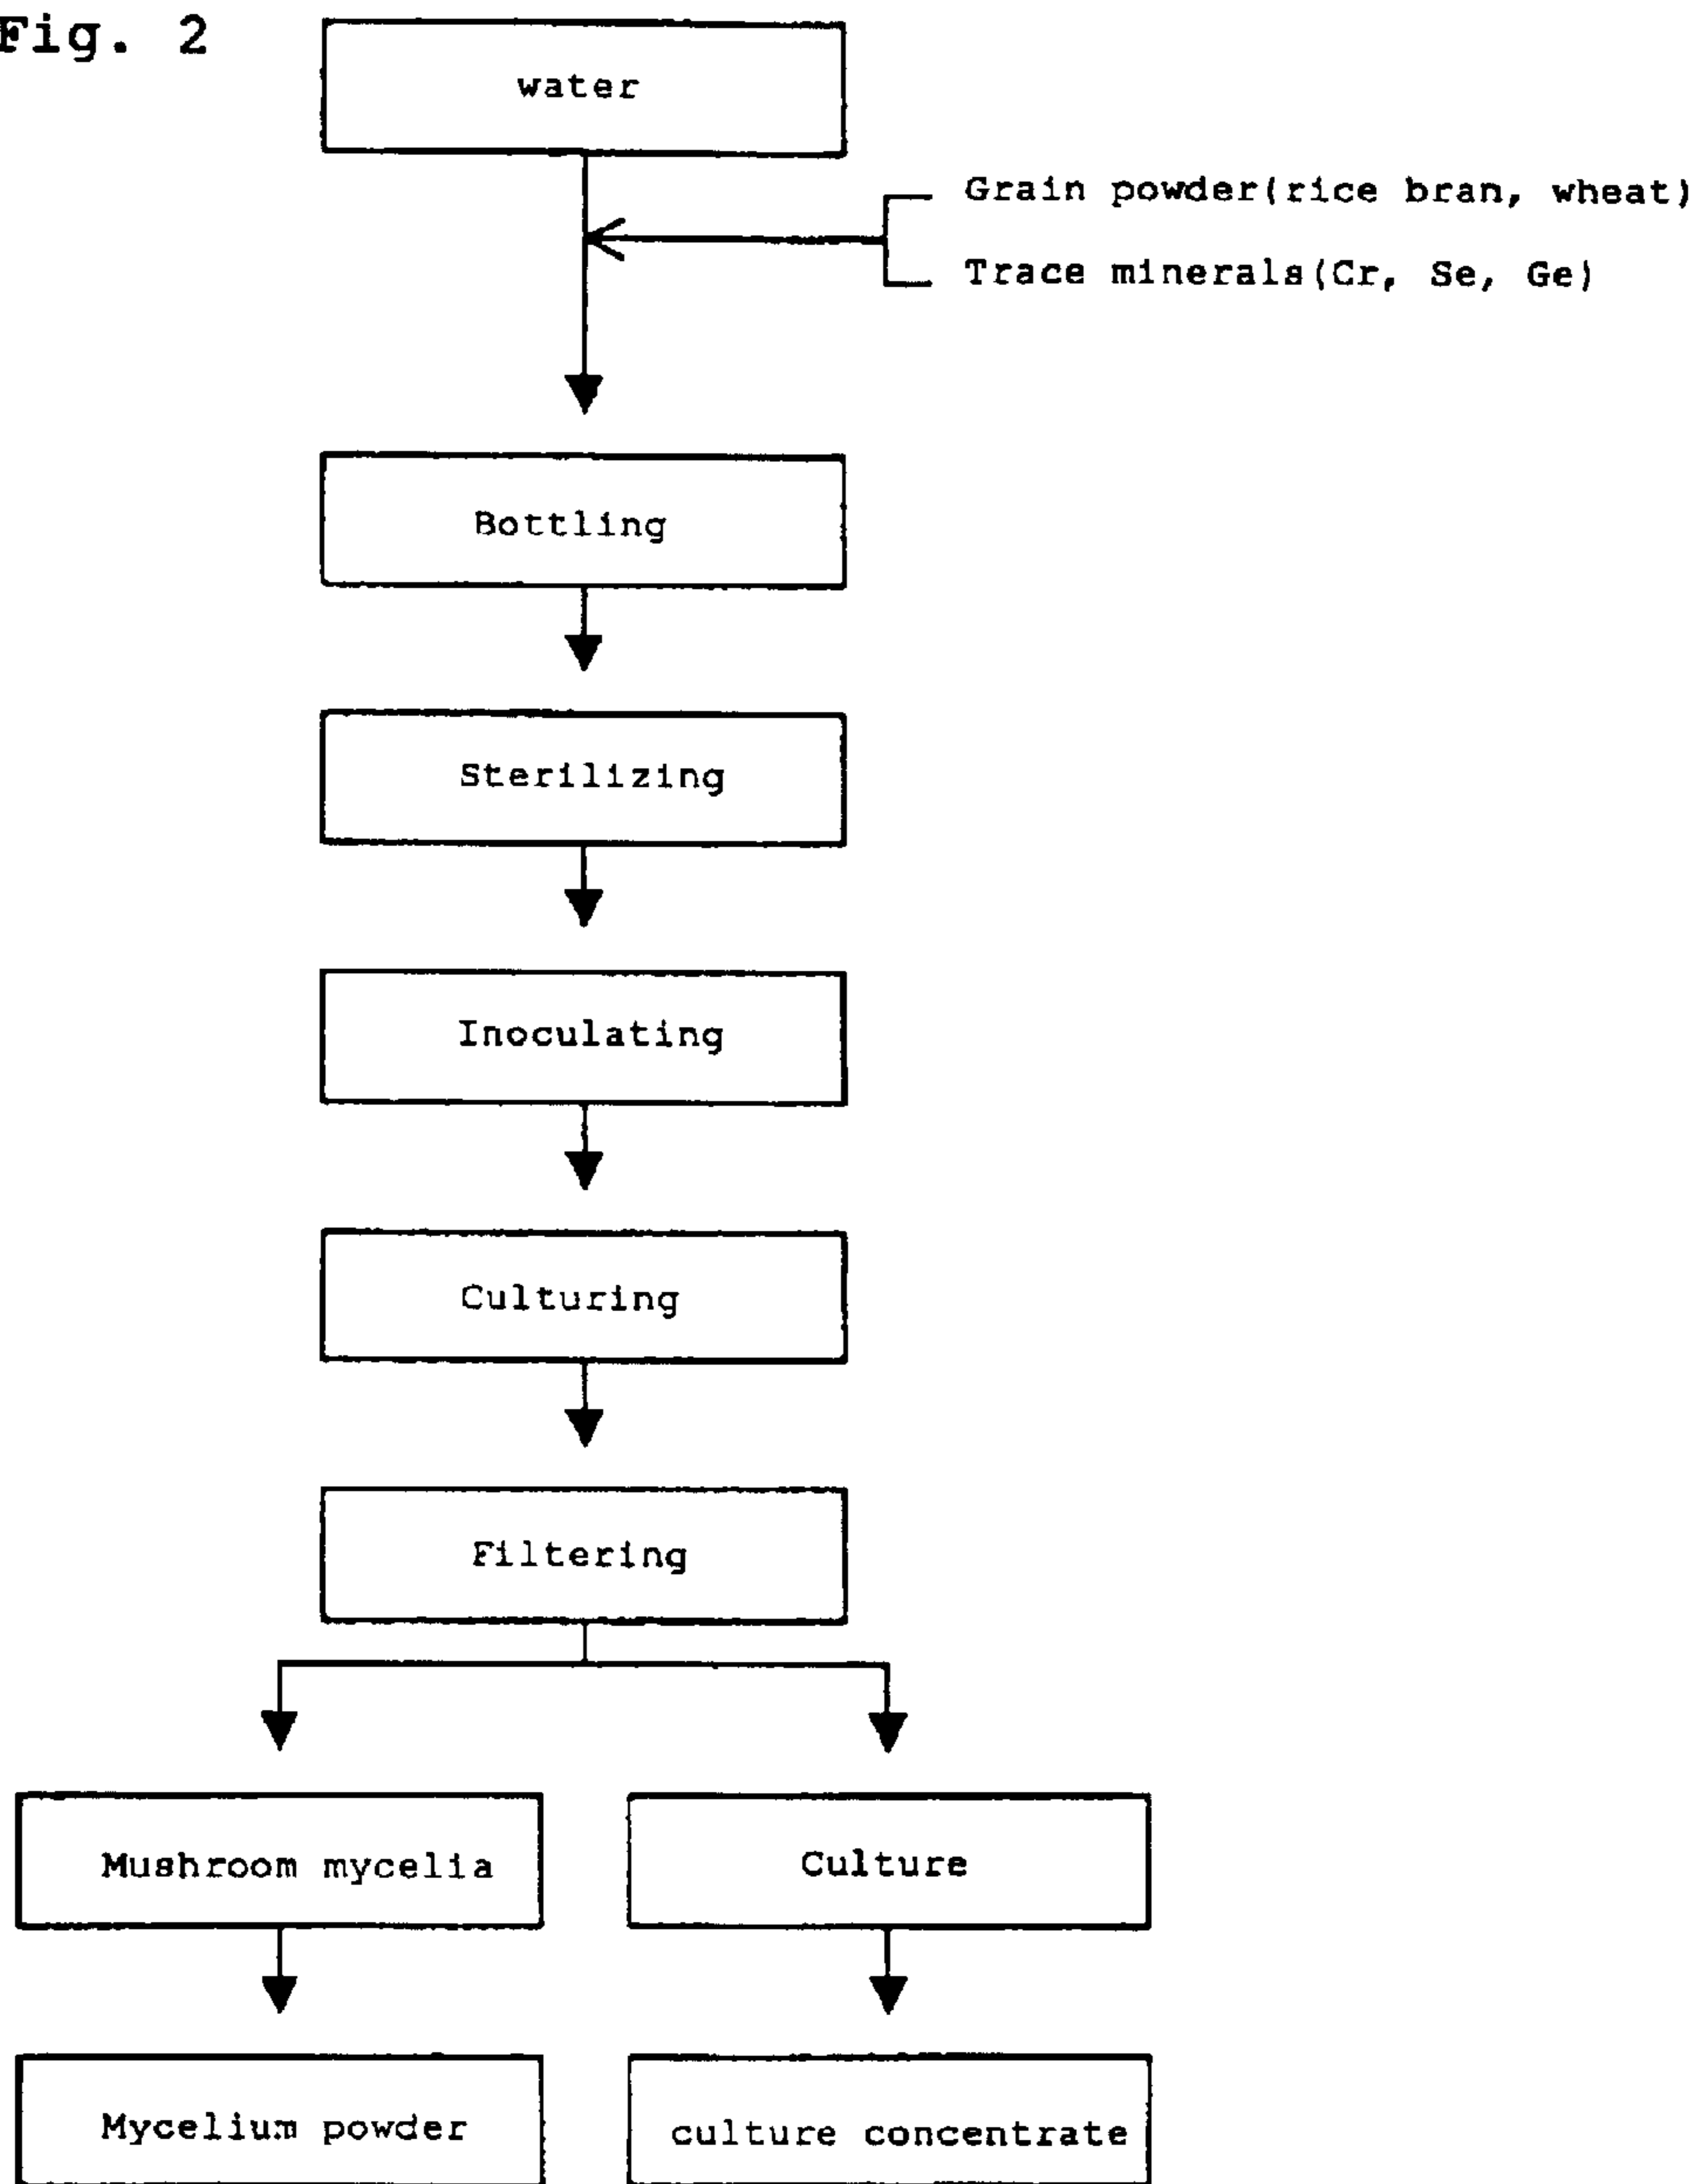 Fig. 2
water
Grain powder(rice bran, wheat)
Trace minerals(Cr, Se, Ge)
Bottling
Sterilizing
Inoculating
Culturing
Filtering
Mushroom mycelia
Culture
Mycelium powder
culture concentrate